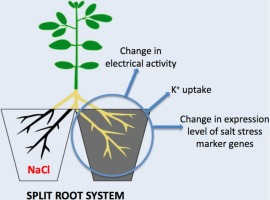 Change in
electrical activity
K+ uptake
Change in expression
level of salt stress
marker genes
NaCl
SPLIT ROOT SYSTEM